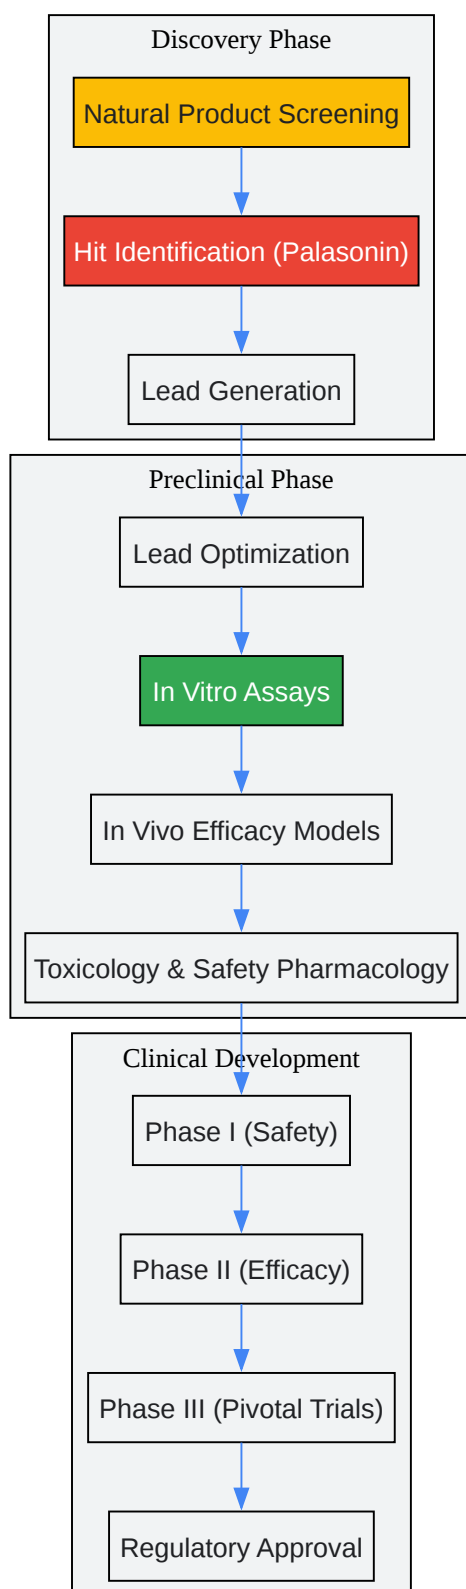 Discovery Phase
Natural Product Screening
Hit Identification (Palasonin)
Lead Generation
Preclinical Phase
Lead Optimization
In Vitro Assays
In Vivo Efficacy Models
Toxicology & Safety Pharmacology
Clinical Development
Phase I (Safety)
Phase II (Efficacy)
Phase III (Pivotal Trials)
Regulatory Approval